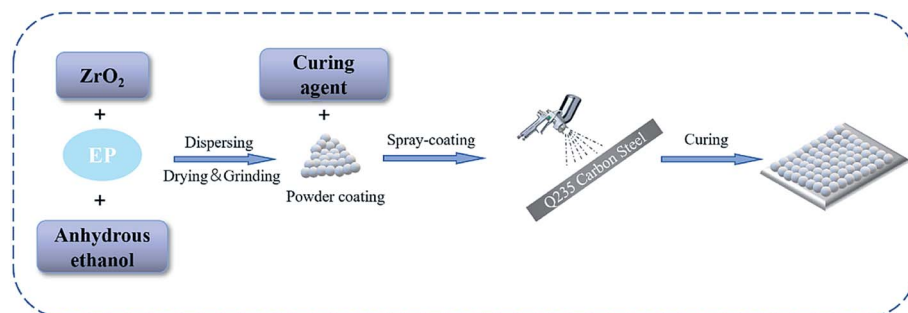 ZrO₂
+
EP
+
Anhydrous
ethanol
Dispersing
Drying＆Grinding
Curing
agent
+
Powder coating
Spray-coating
Q235 Carbon Steel
Curing